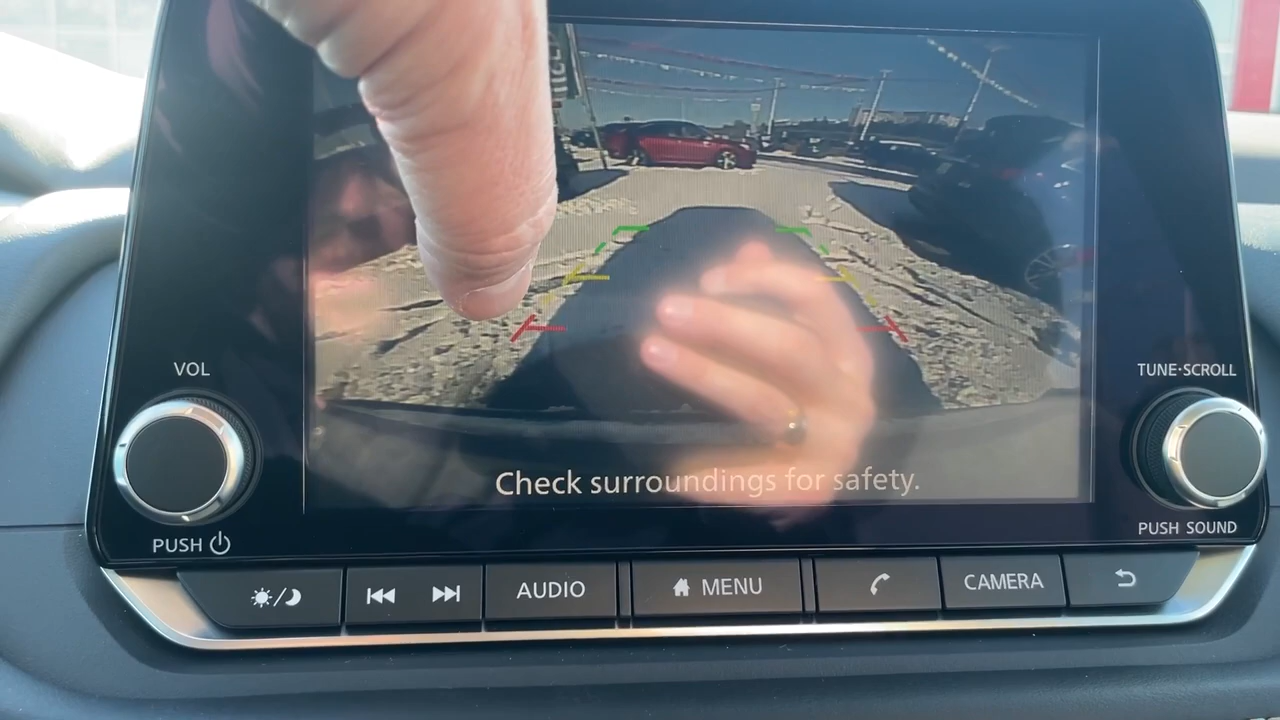 VOL
TUNE·SCROLL
Check surroundings for safety.
PUSH
PUSH SOUND
AUDIO
MENU
CAMERA